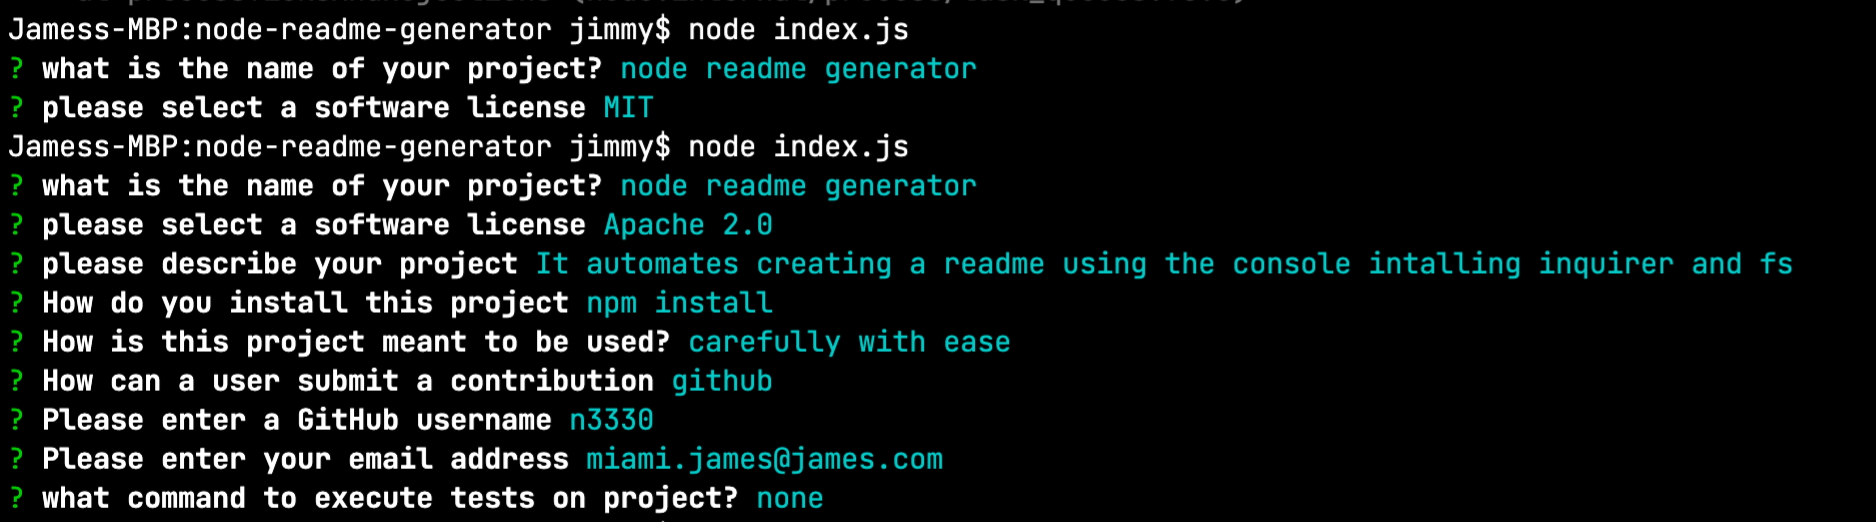 Jamess-MBP:node-readme-generator jimmy$ node index.js
? what is the name of your project? node readme generator
? please select a software license MIT
Jamess-MBP:node-readme-generator jimmy$ node index.js
? what is the name of your project? node readme generator
? please select a software license Apache 2.0
? please describe your project It automates creating a readme using the console intalling inquirer and fs
? How do you install this project npm install
? How is this project meant to be used? carefully with ease
? How can a user submit a contribution github
? Please enter a GitHub username n3330
? Please enter your email address miami.james@james.com
? what command to execute tests on project? none